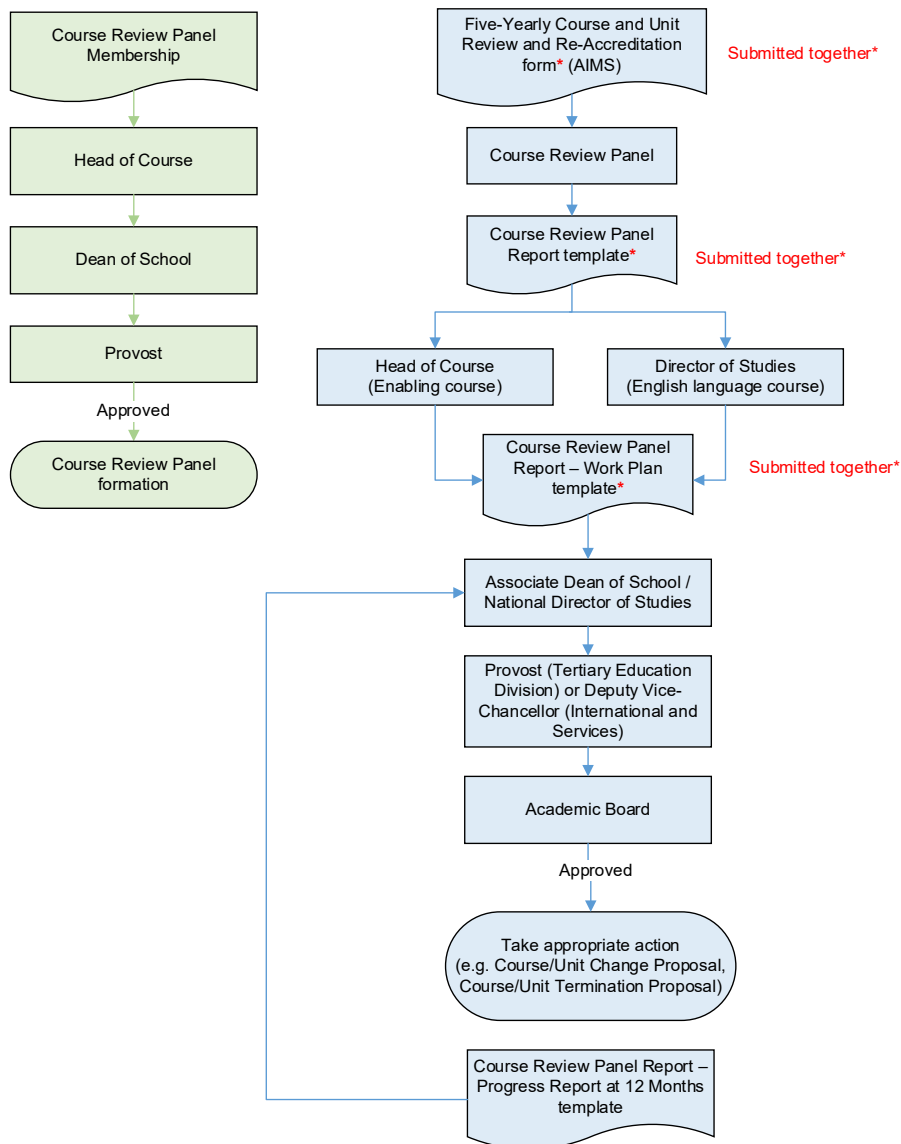 Course Review Panel
Membership
Head of Course
Dean of School
Provost
Approved
Course Review Panel
formation
Five-Yearly Course and Unit
Review and Re-Accreditation
form* (AIMS)
Submitted together*
Course Review Panel
Course Review Panel
Report template*
Submitted together*
Head of Course
(Enabling course)
Director of Studies
(English language course)
Course Review Panel
Report – Work Plan
template*
Submitted together*
Associate Dean of School /
National Director of Studies
Provost (Tertiary Education
Division) or Deputy Vice-
Chancellor (International and
Services)
Academic Board
Approved
Take appropriate action
(e.g. Course/Unit Change Proposal,
Course/Unit Termination Proposal)
Course Review Panel Report –
Progress Report at 12 Months
template